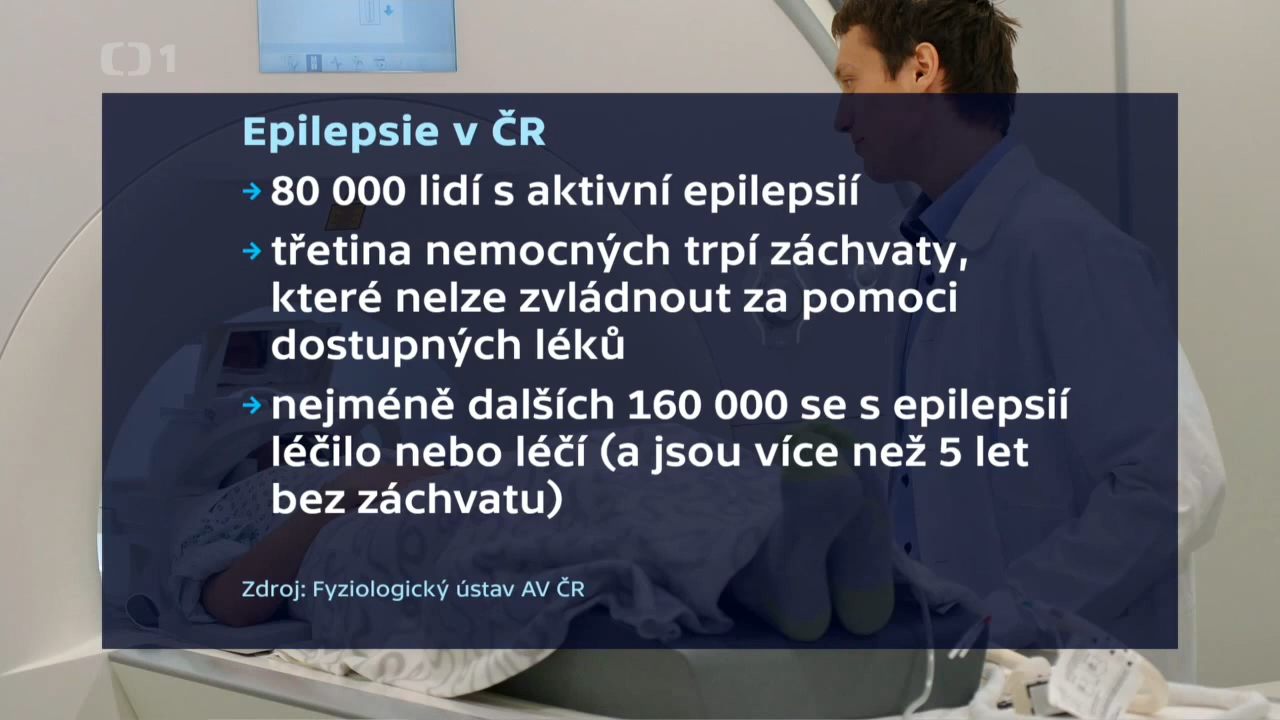 ČT1
Epilepsie v ČR
→ 80 000 lidí s aktivní epilepsií
→ třetina nemocných trpí záchvaty,
které nelze zvládnout za pomoci
dostupných léků
→ nejméně dalších 160 000 se s epilepsií
léčilo nebo léčí (a jsou více než 5 let
bez záchvatu)
Zdroj: Fyziologický ústav AV ČR